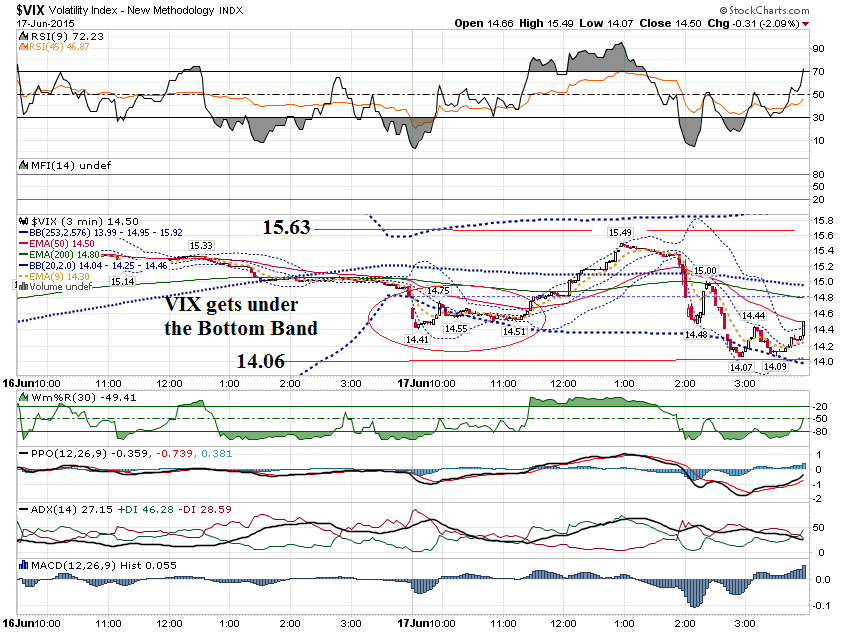 $VIX Volatility Index - New Methodology INDX
© StockCharts.com
17-Jun-2015
Open 14.66 High 15.49 Low 14.07 Close 14.50 Chg -0.31 (-2.09%)
RSI(9) 72.23
RSI(45) 46.87
90
70
50
30
10
MFI(14) undef
80
50
20
$VIX (3 min) 14.50
BB(253,2.576) 13.99 - 14.95 - 15.92
EMA(50) 14.50
EMA(200) 14.80
BB(20,2.0) 14.04 - 14.25 - 14.46
EMA(9) 14.30
Volume undef
15.63
15.33
15.14
VIX gets under
the Bottom Band
14.06
14.41
14.75
14.55
14.51
15.49
15.00
14.48
14.44
14.07
14.09
15.8
15.6
15.4
15.2
15.0
14.8
14.6
14.4
14.2
14.0
16Jun 10:00 11:00 12:00 1:00 2:00 3:00 17Jun 10:00 11:00 12:00 1:00 2:00 3:00
Wm%R(30) -49.41
-20
-50
-80
PPO(12,26,9) -0.359, -0.739, 0.381
1
0
-1
-2
ADX(14) 27.15 +DI 46.28 -DI 28.59
50
0
MACD(12,26,9) Hist 0.055
0.0
-0.1
16Jun 10:00 11:00 12:00 1:00 2:00 3:00 17Jun 10:00 11:00 12:00 1:00 2:00 3:00